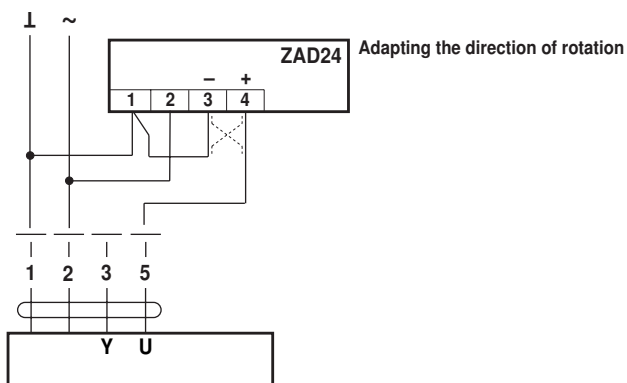 ⊥ ~
ZAD24 Adapting the direction of rotation
– +
1 2 3 4
1 2 3 5
Y U